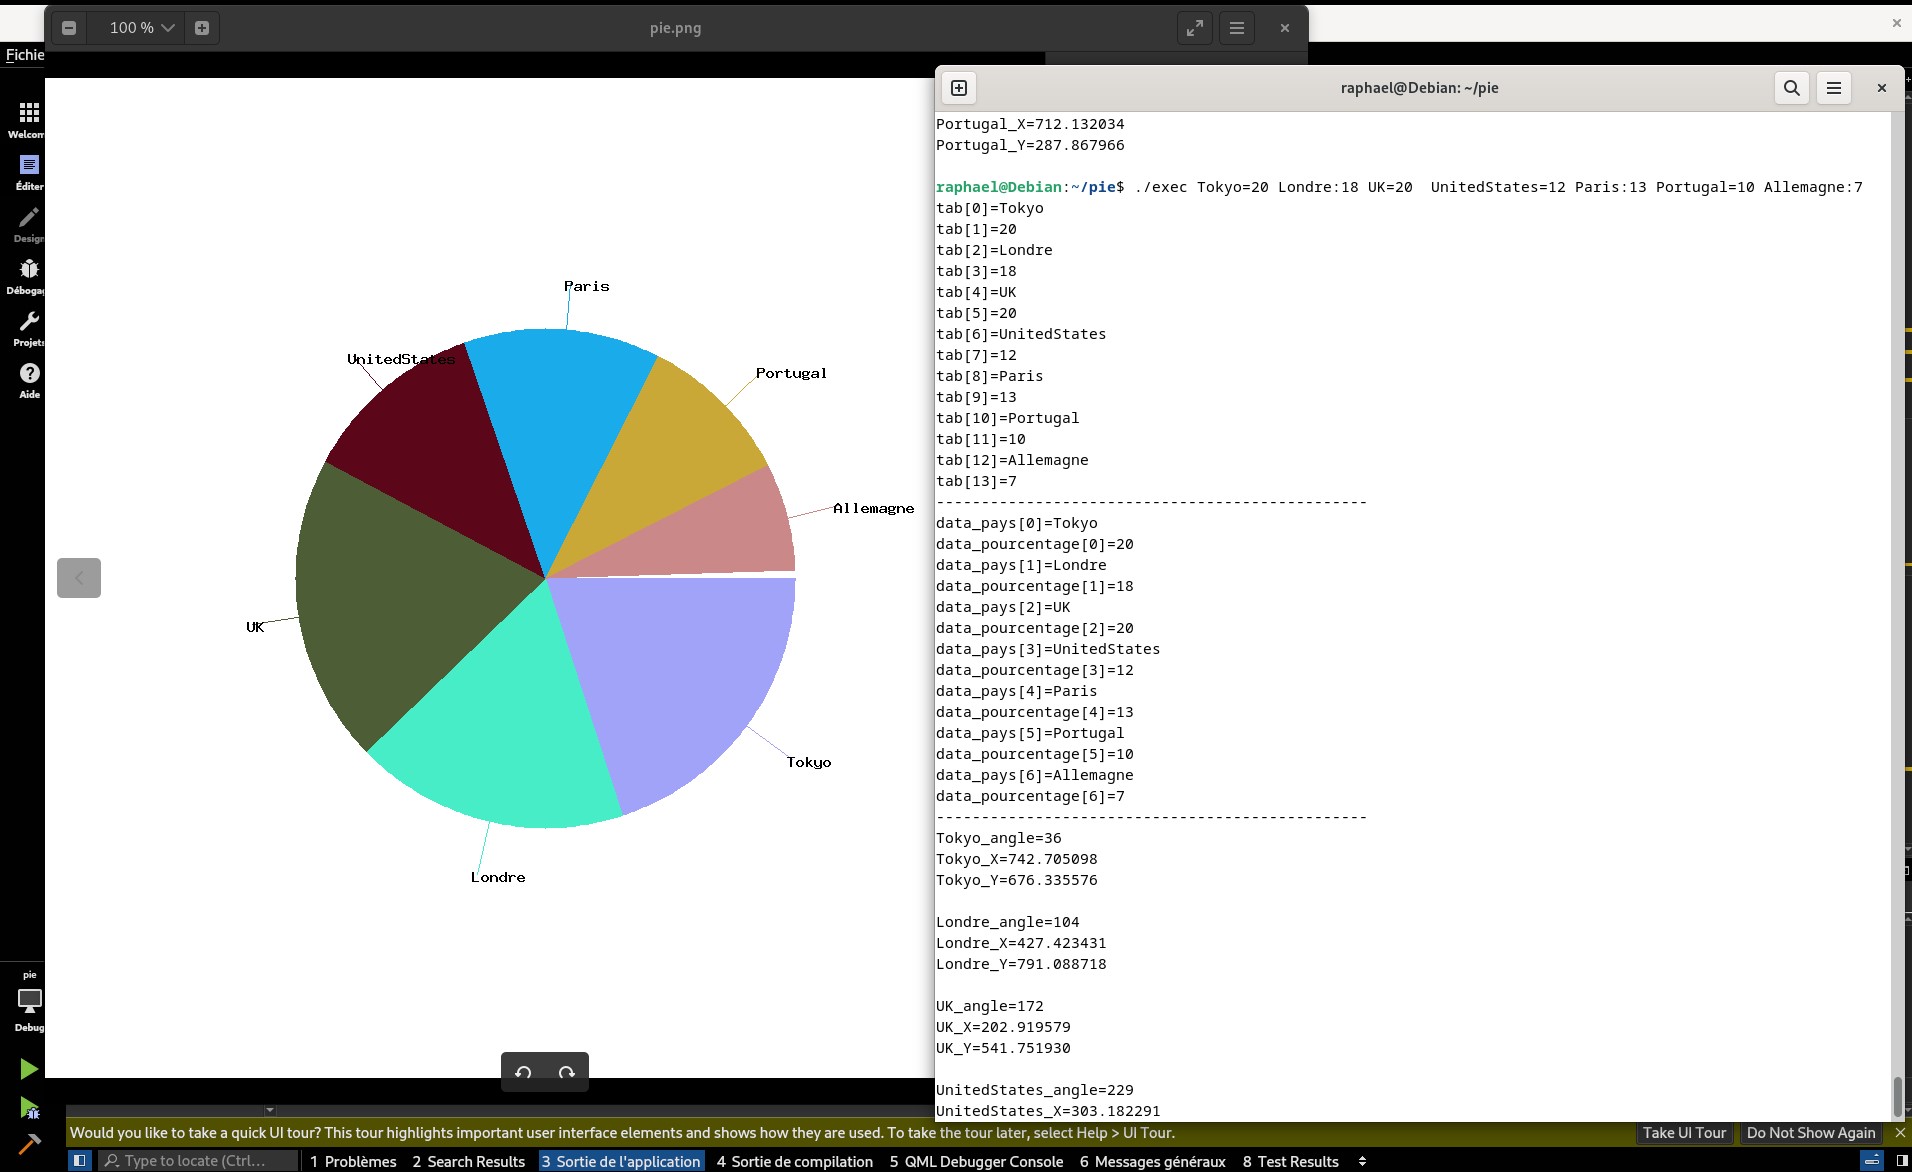 100 %
pie.png
Fichie
Welcom
Éditer
Design
Débogag
Projets
Aide
pie
Debug
Paris
UnitedStates
Portugal
Allemagne
UK
Tokyo
Londre
raphael@Debian: ~/pie
Portugal_X=712.132034
Portugal_Y=287.867966
raphael@Debian:~/pie$ ./exec Tokyo=20 Londre:18 UK=20  UnitedStates=12 Paris:13 Portugal=10 Allemagne:7
tab[0]=Tokyo
tab[1]=20
tab[2]=Londre
tab[3]=18
tab[4]=UK
tab[5]=20
tab[6]=UnitedStates
tab[7]=12
tab[8]=Paris
tab[9]=13
tab[10]=Portugal
tab[11]=10
tab[12]=Allemagne
tab[13]=7
------------------------------------------------
data_pays[0]=Tokyo
data_pourcentage[0]=20
data_pays[1]=Londre
data_pourcentage[1]=18
data_pays[2]=UK
data_pourcentage[2]=20
data_pays[3]=UnitedStates
data_pourcentage[3]=12
data_pays[4]=Paris
data_pourcentage[4]=13
data_pays[5]=Portugal
data_pourcentage[5]=10
data_pays[6]=Allemagne
data_pourcentage[6]=7
------------------------------------------------
Tokyo_angle=36
Tokyo_X=742.705098
Tokyo_Y=676.335576
Londre_angle=104
Londre_X=427.423431
Londre_Y=791.088718
UK_angle=172
UK_X=202.919579
UK_Y=541.751930
UnitedStates_angle=229
UnitedStates_X=303.182291
Would you like to take a quick UI tour? This tour highlights important user interface elements and shows how they are used. To take the tour later, select Help > UI Tour.
Take UI Tour
Do Not Show Again
Type to locate (Ctrl...
1 Problèmes
2 Search Results
3 Sortie de l'application
4 Sortie de compilation
5 QML Debugger Console
6 Messages généraux
8 Test Results